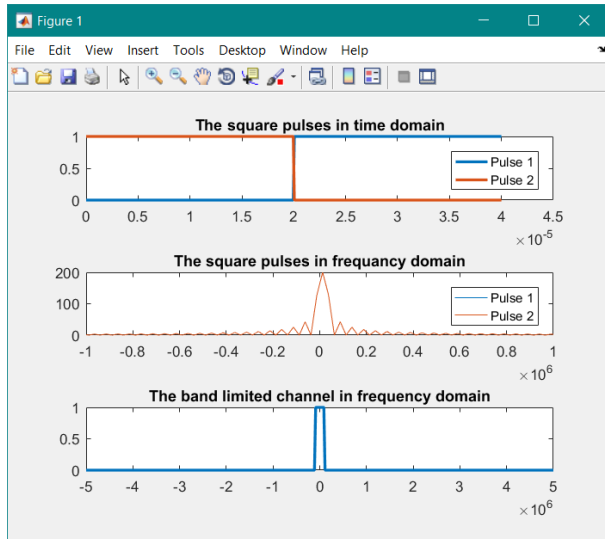 Figure 1
File Edit View Insert Tools Desktop Window Help
The square pulses in time domain
1
0.5
0
Pulse 1
Pulse 2
0 0.5 1 1.5 2 2.5 3 3.5 4 4.5
×10-5
The square pulses in frequancy domain
200
100
0
Pulse 1
Pulse 2
-1 -0.8 -0.6 -0.4 -0.2 0 0.2 0.4 0.6 0.8 1
×106
The band limited channel in frequency domain
1
0.5
0
-5 -4 -3 -2 -1 0 1 2 3 4 5
×106